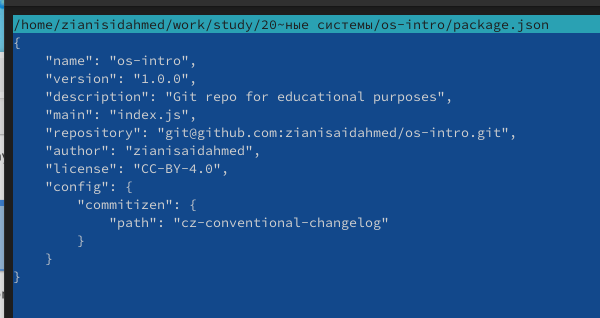 /home/zianisidahmed/work/study/20~ные системы/os-intro/package.json
{
    "name": "os-intro",
    "version": "1.0.0",
    "description": "Git repo for educational purposes",
    "main": "index.js",
    "repository": "git@github.com:zianisaidahmed/os-intro.git",
    "author": "zianisaidahmed",
    "license": "CC-BY-4.0",
    "config": {
        "commitizen": {
            "path": "cz-conventional-changelog"
        }
    }
}